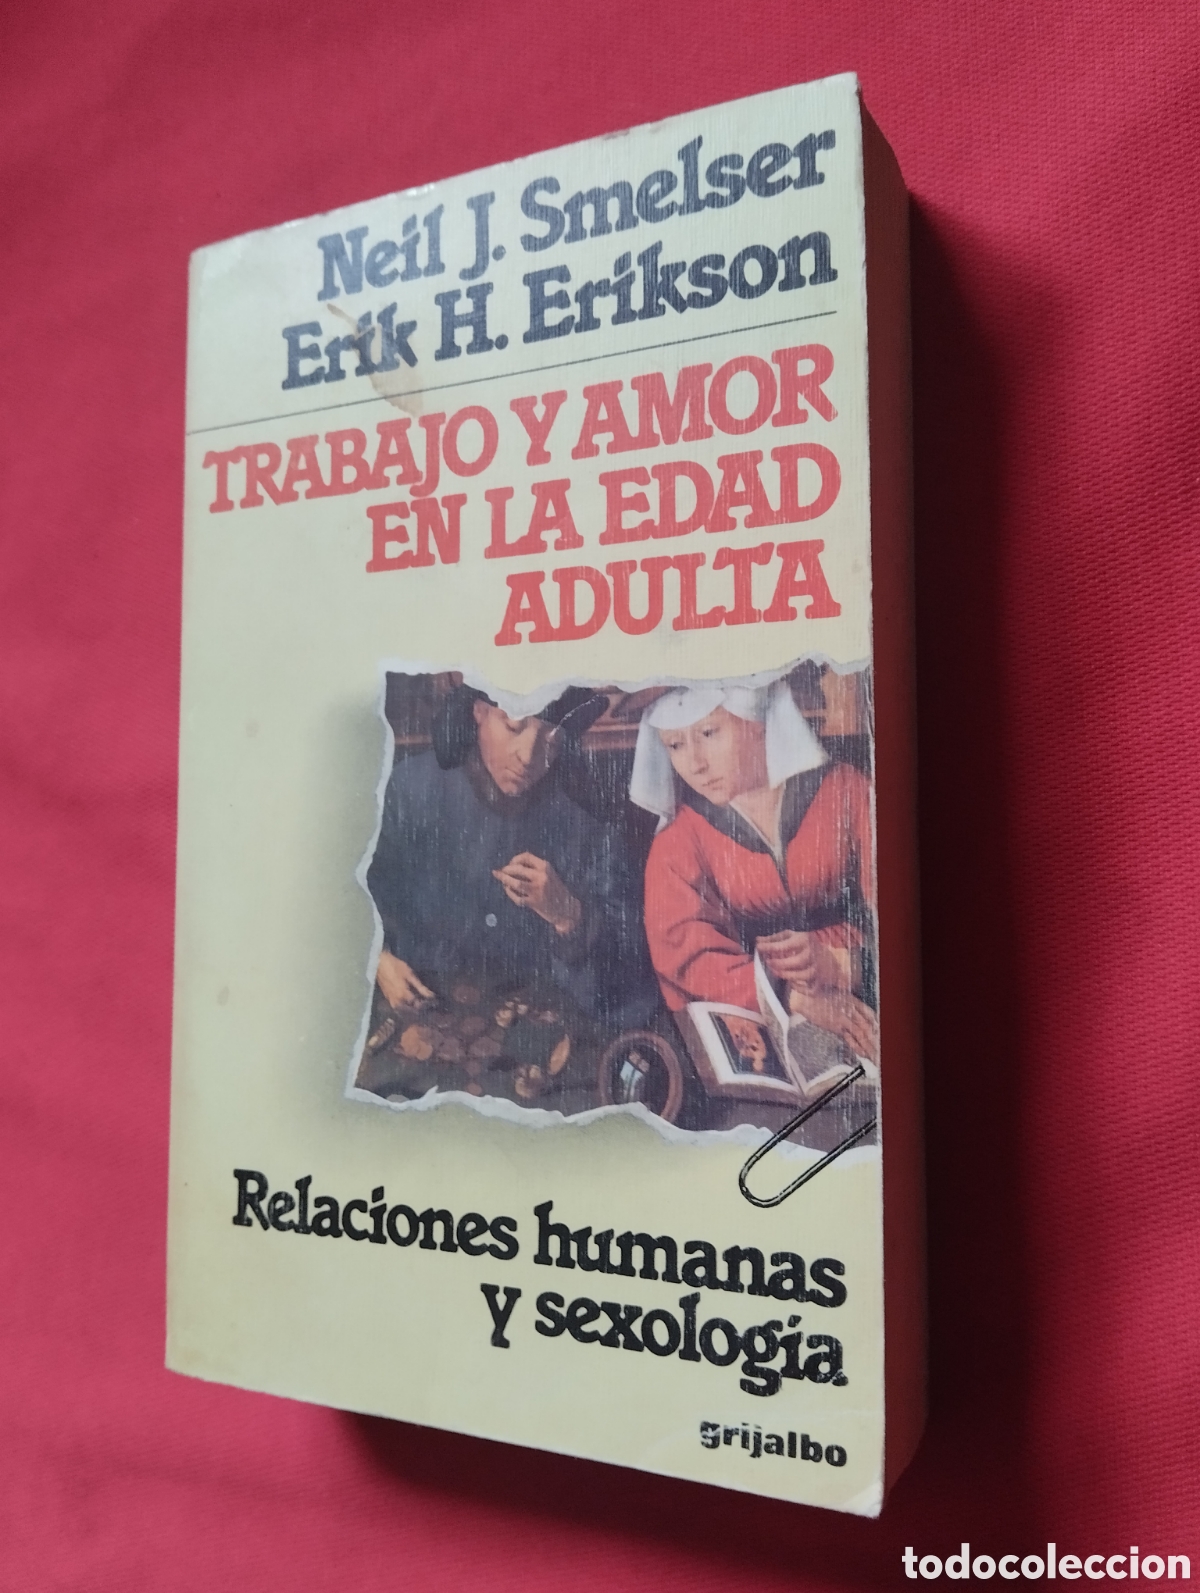 Neil J. Smelser
Erik H. Erikson
TRABAJO Y AMOR
EN LA EDAD
ADULTA
Relaciones humanas
y sexología
grijalbo
todocoleccion